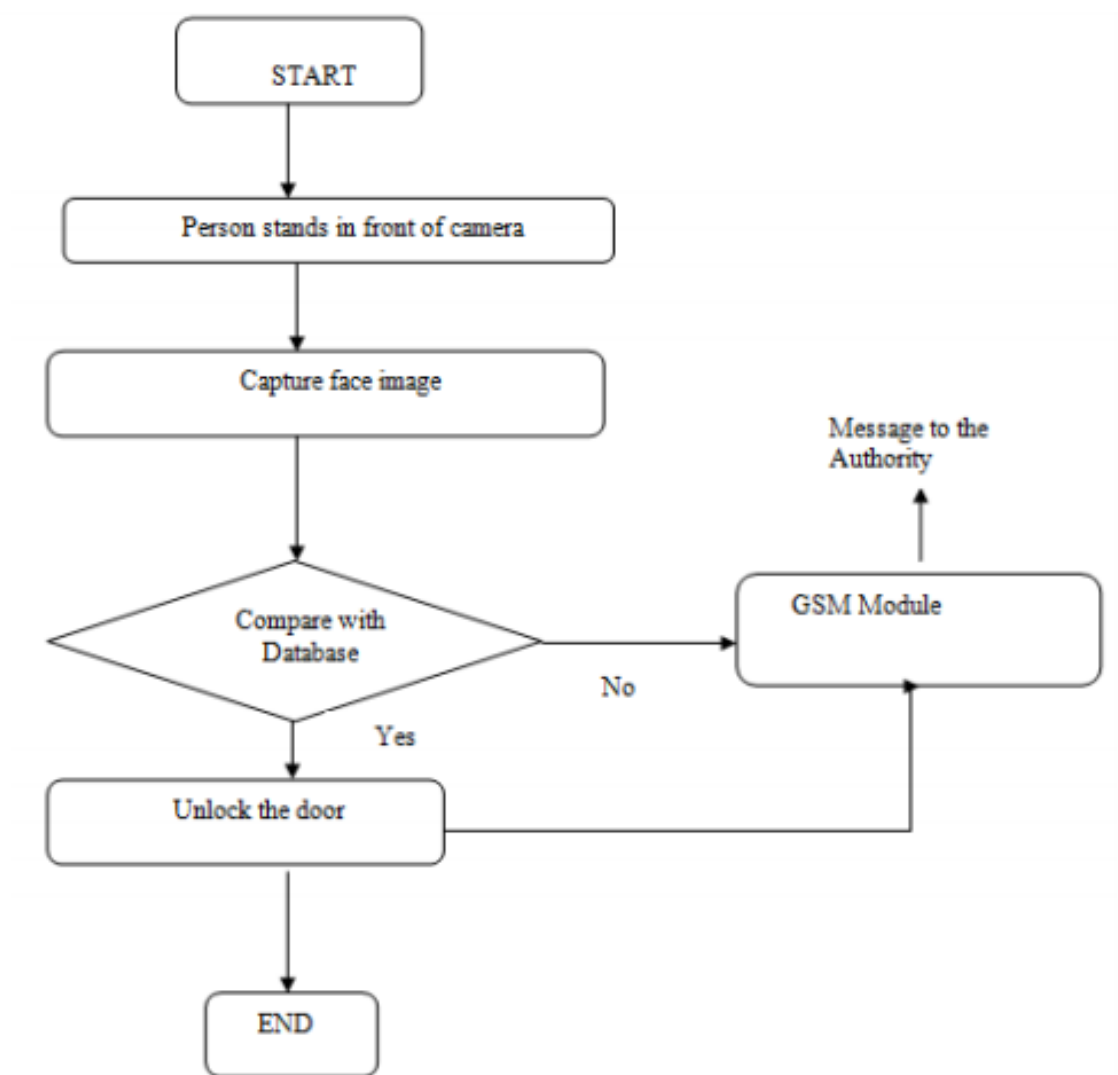 START
Person stands in front of camera
Capture face image
Message to the
Authority
Compare with
Database
GSM Module
No
Yes
Unlock the door
END